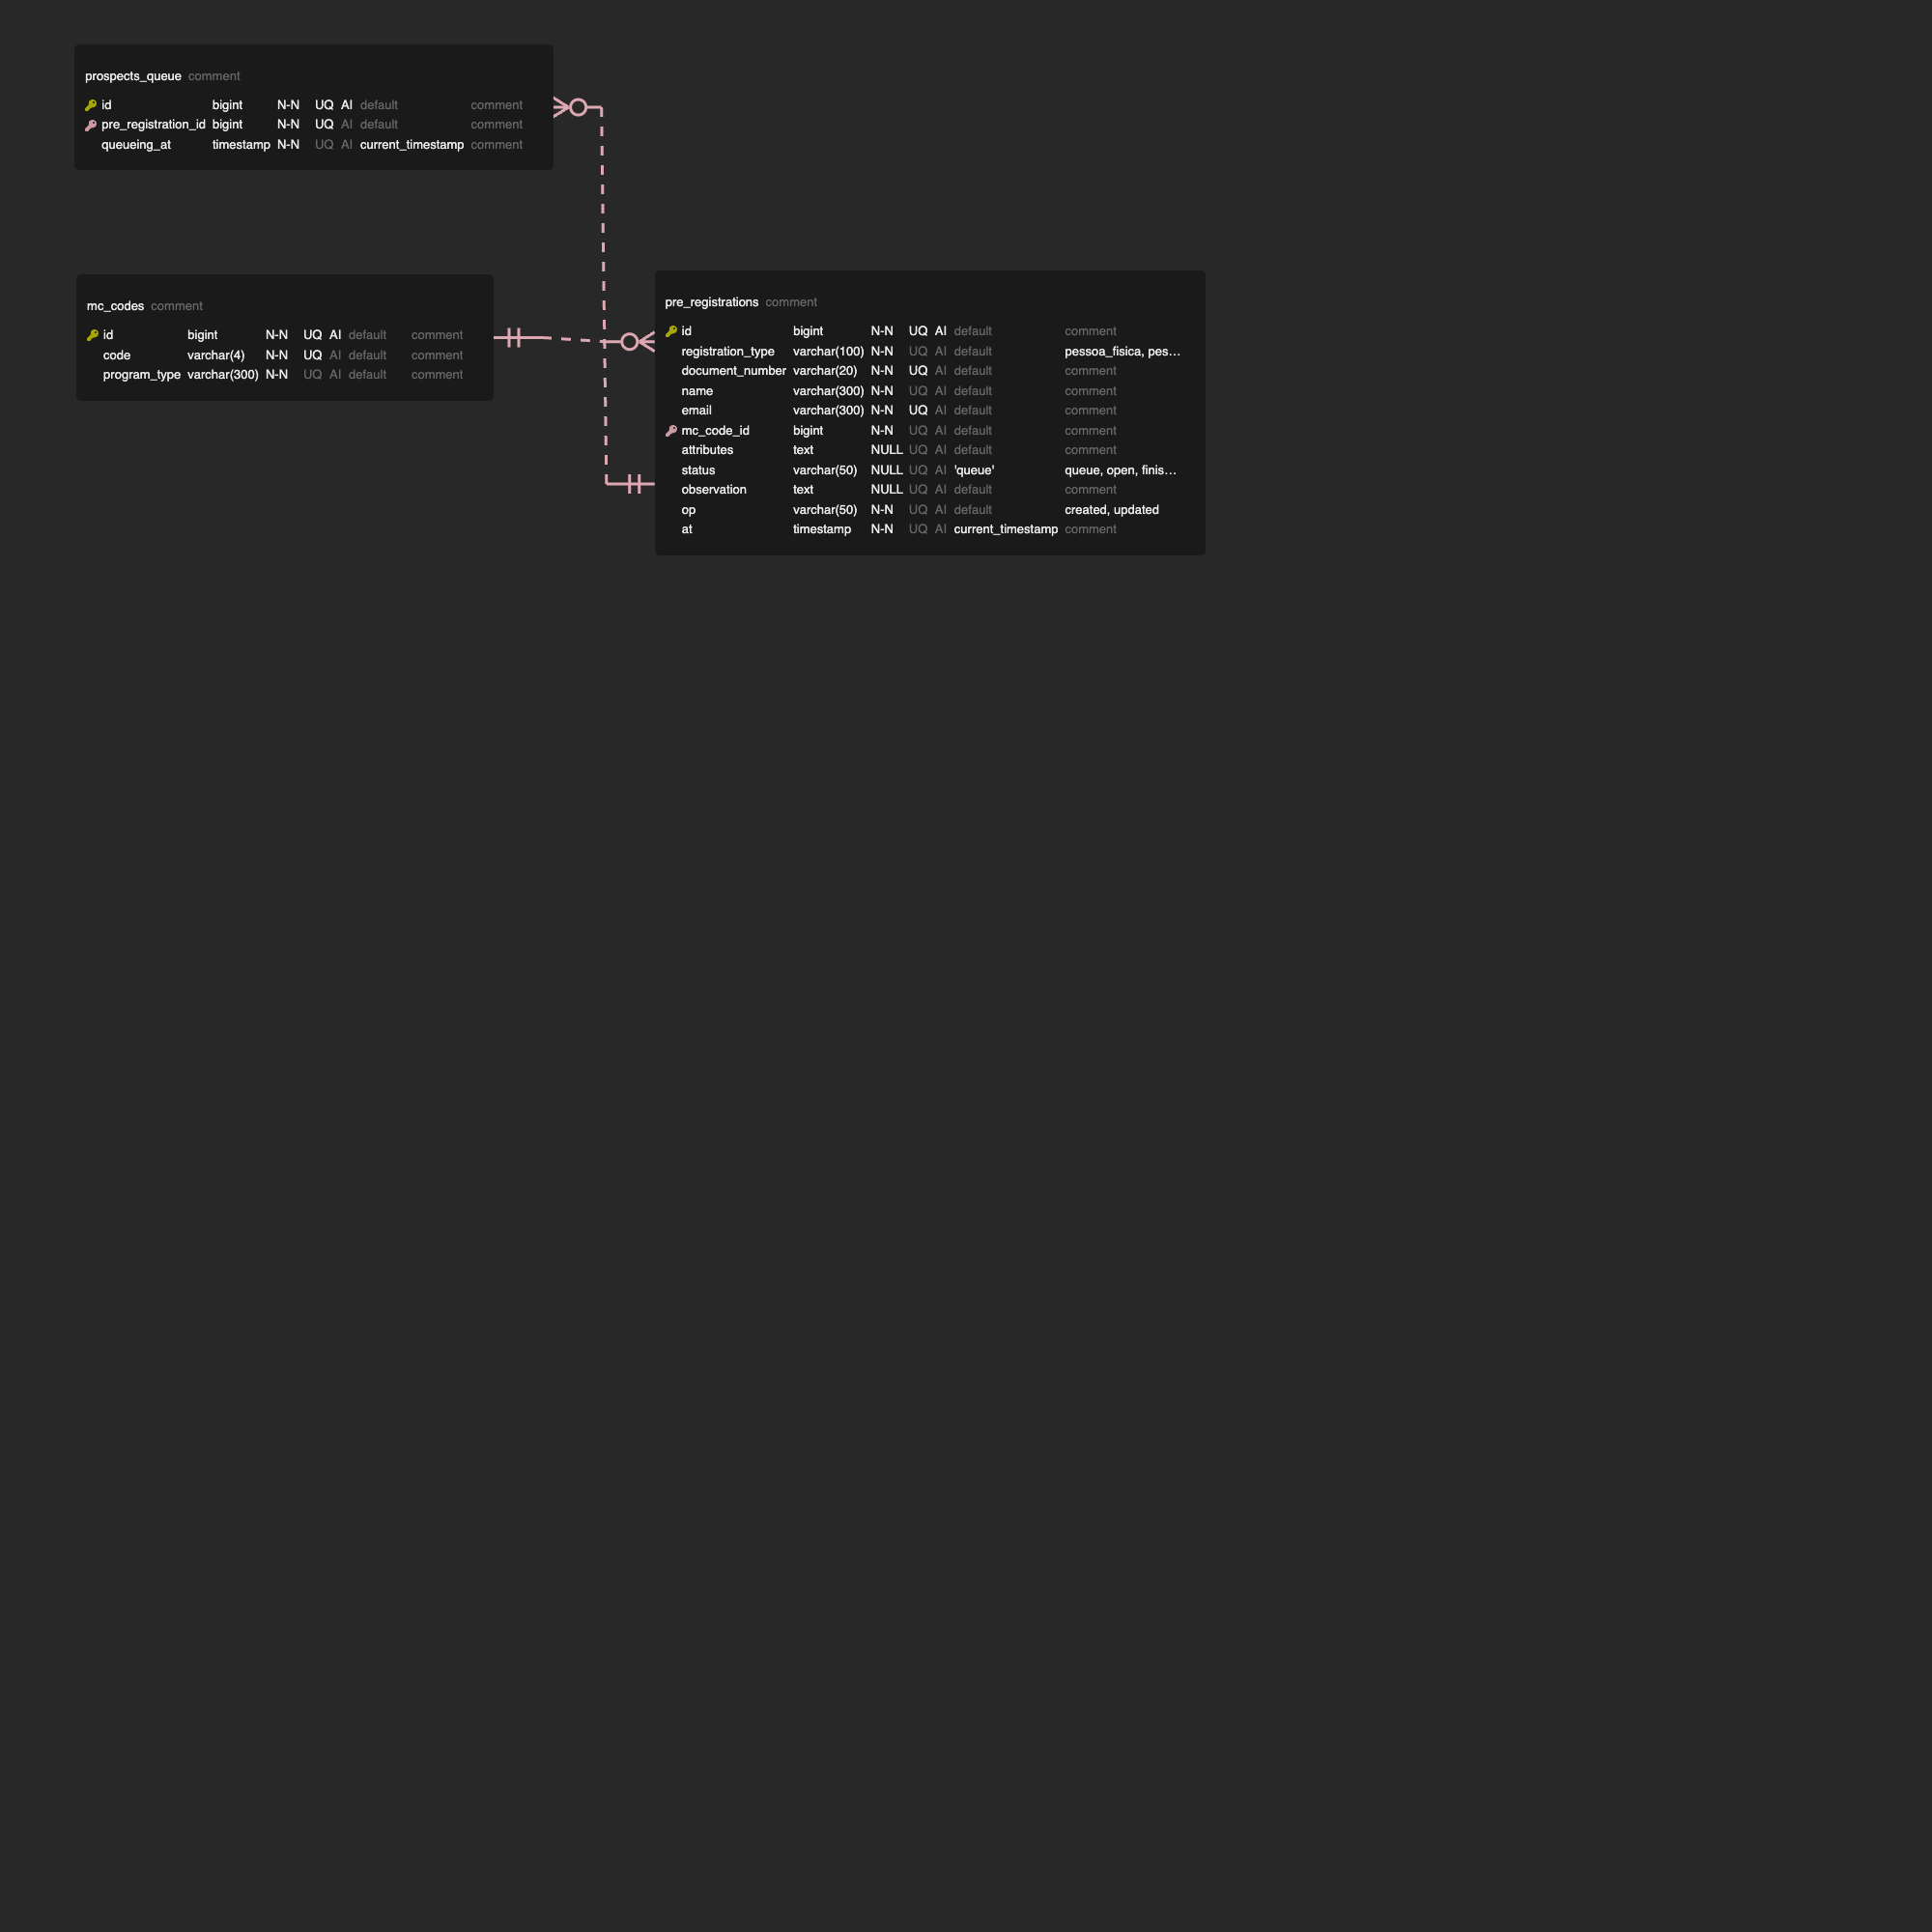 prospects_queue comment
id bigint N-N UQ AI default comment
pre_registration_id bigint N-N UQ AI default comment
queueing_at timestamp N-N UQ AI current_timestamp comment
mc_codes comment
id bigint N-N UQ AI default comment
code varchar(4) N-N UQ AI default comment
program_type varchar(300) N-N UQ AI default comment
pre_registrations comment
id bigint N-N UQ AI default comment
registration_type varchar(100) N-N UQ AI default pessoa_fisica, pes...
document_number varchar(20) N-N UQ AI default comment
name varchar(300) N-N UQ AI default comment
email varchar(300) N-N UQ AI default comment
mc_code_id bigint N-N UQ AI default comment
attributes text NULL UQ AI default comment
status varchar(50) NULL UQ AI 'queue' queue, open, finis...
observation text NULL UQ AI default comment
op varchar(50) N-N UQ AI default created, updated
at timestamp N-N UQ AI current_timestamp comment